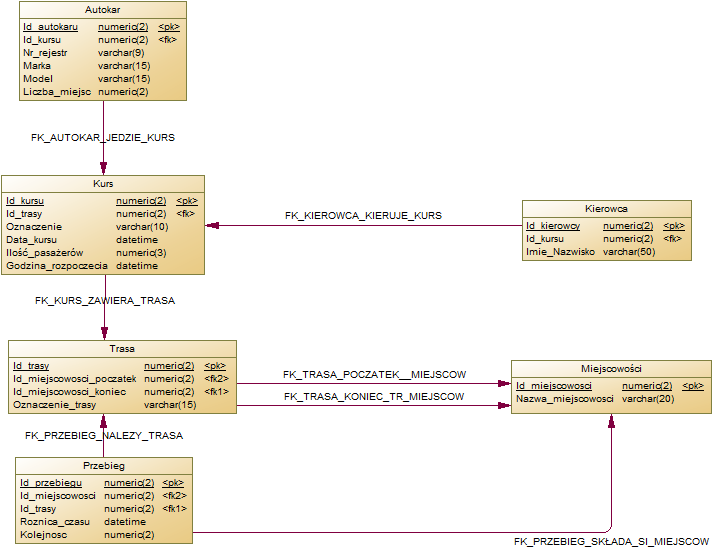 Autokar
Id_autokaru numeric(2) <pk>
Id_kursu numeric(2) <fk>
Nr_rejestr varchar(9)
Marka varchar(15)
Model varchar(15)
Liczba_miejsc numeric(2)
FK_AUTOKAR_JEDZIE_KURS
Kurs
Id_kursu numeric(2) <pk>
Id_trasy numeric(2) <fk>
Oznaczenie varchar(10)
Data_kursu datetime
Ilość_pasażerów numeric(3)
Godzina_rozpoczecia datetime
FK_KIEROWCA_KIERUJE_KURS
Kierowca
Id_kierowcy numeric(2) <pk>
Id_kursu numeric(2) <fk>
Imie_Nazwisko varchar(50)
FK_KURS_ZAWIERA_TRASA
Trasa
Id_trasy numeric(2) <pk>
Id_miejscowosci_poczatek numeric(2) <fk2>
Id_miejscowosci_koniec numeric(2) <fk1>
Oznaczenie_trasy varchar(15)
FK_TRASA_POCZATEK__MIEJSCOW
FK_TRASA_KONIEC_TR_MIEJSCOW
Miejscowości
Id_miejscowosci numeric(2) <pk>
Nazwa_miejscowosci varchar(20)
FK_PRZEBIEG_NALEZY_TRASA
Przebieg
Id_przebiegu numeric(2) <pk>
Id_miejscowosci numeric(2) <fk2>
Id_trasy numeric(2) <fk1>
Roznica_czasu datetime
Kolejnosc numeric(2)
FK_PRZEBIEG_SKŁADA_SI_MIEJSCOW